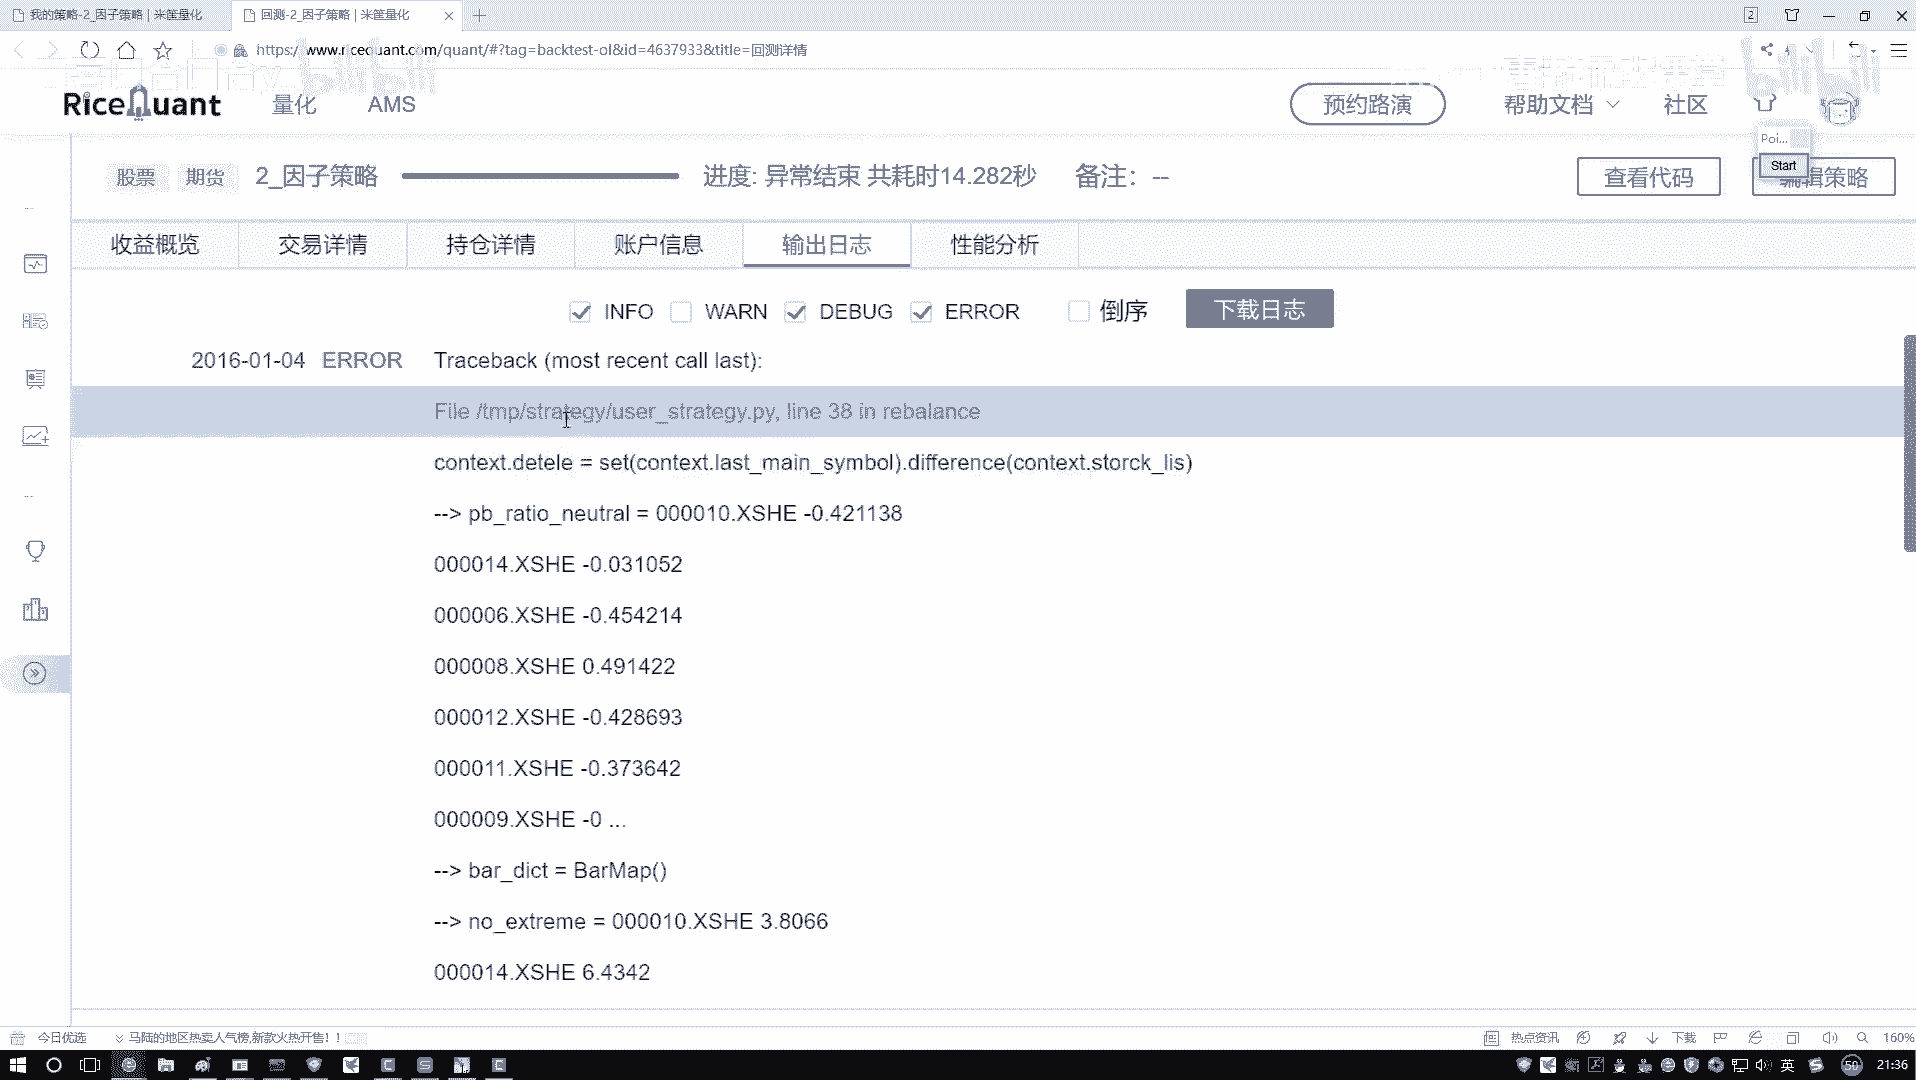 我的策略-2_因子策略 | 米筐量化
回测-2_因子策略 | 米筐量化
2
https://www.ricequant.com/quant/#?tag=backtest-ol&id=4637933&title=回测详情
bilibili
bilibili
RiceQuant
量化
AMS
预约路演
帮助文档
社区
Poi...
Start
股票
期货
2_因子策略
进度: 异常结束 共耗时14.282秒
备注: --
查看代码
编辑策略
收益概览
交易详情
持仓详情
账户信息
输出日志
性能分析
INFO
WARN
DEBUG
ERROR
倒序
下载日志
2016-01-04 ERROR Traceback (most recent call last):
File /tmp/strategy/user_strategy.py, line 38 in rebalance
context.detele = set(context.last_main_symbol).difference(context.storck_lis)
--> pb_ratio_neutral = 000010.XSHE -0.421138
000014.XSHE -0.031052
000006.XSHE -0.454214
000008.XSHE 0.491422
000012.XSHE -0.428693
000011.XSHE -0.373642
000009.XSHE -0 ...
--> bar_dict = BarMap()
--> no_extreme = 000010.XSHE 3.8066
000014.XSHE 6.4342
今日优选
马陆的地区热卖人气榜,新款火热开售！！
热点资讯
下载
160%
英
50
21:36